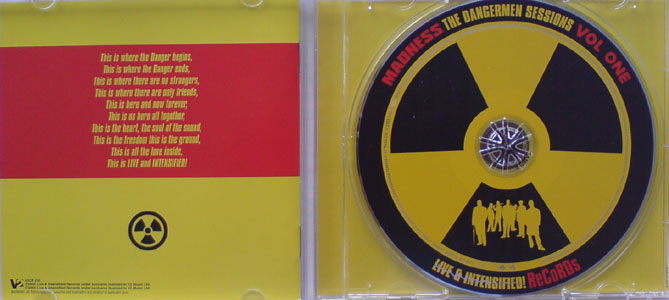 This is where the Danger begins,
This is where the Danger ends,
This is where there are no strangers,
This is where there are only friends,
This is here and now forever,
This is us here all together,
This is the heart, the soul of the sound,
This is the freedom this is the ground,
This is all the love inside,
This is LIVE and INTENSIFIED!
V2
MADNESS THE DANGERMEN SESSIONS VOL ONE
LIVE & INTENSIFIED! ReCoRDs